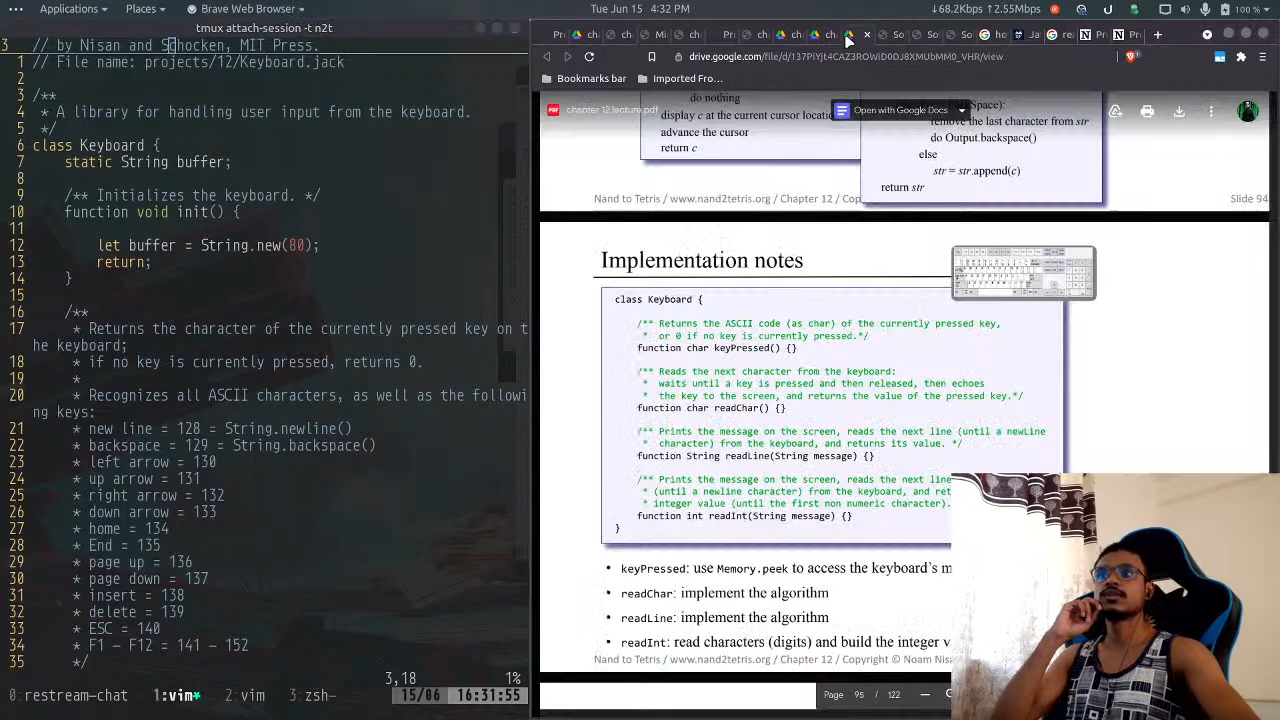 Applications
Brave Web Browser
Tue Jun 15 4:32 PM
↓68.2Kbps ↑2.55Mbps
100 %
tmux attach-session -t n2t
3 // by Nisan and Schocken, MIT Press.
1 // File name: projects/12/Keyboard.jack
2
3 /**
4  * A library for handling user input from the keyboard.
5  */
6 class Keyboard {
7     static String buffer;
8
9     /** Initializes the keyboard. */
10     function void init() {
11
12         let buffer = String.new(80);
13         return;
14     }
15
16     /**
17      * Returns the character of the currently pressed key on t
he keyboard;
18      * if no key is currently pressed, returns 0.
19      *
20      * Recognizes all ASCII characters, as well as the followi
ng keys:
21      * new line = 128 = String.newline()
22      * backspace = 129 = String.backspace()
23      * left arrow = 130
24      * up arrow = 131
25      * right arrow = 132
26      * down arrow = 133
27      * home = 134
28      * End = 135
29      * page up = 136
30      * page down = 137
31      * insert = 138
32      * delete = 139
33      * ESC = 140
34      * F1 - F12 = 141 - 152
35      */
3,18 1%
0 restream-chat 1:vim* 2 vim 3 zsh- 15/06 16:31:55
drive.google.com/file/d/137PiYjt4CAZ3ROWiD0DJ8XMUbMM0_VHR/view
Bookmarks bar
Imported Fro...
chapter 12 lecture.pdf
Open with Google Docs
do nothing
display c at the current cursor locatio
advance the cursor
return c
remove the last character from str
do Output.backspace()
else
str = str.append(c)
return str
Nand to Tetris / www.nand2tetris.org / Chapter 12 / Cop
Slide 94
Implementation notes
class Keyboard {
/** Returns the ASCII code (as char) of the currently pressed key,
 * or 0 if no key is currently pressed.*/
function char keyPressed() {}
/** Reads the next character from the keyboard:
 * waits until a key is pressed and then released, then echoes
 * the key to the screen, and returns the value of the pressed key.*/
function char readChar() {}
/** Prints the message on the screen, reads the next line (until a newLine
 * character) from the keyboard, and returns its value. */
function String readLine(String message) {}
/** Prints the message on the screen, reads the next line
 * (until a newline character) from the keyboard, and ret
 * integer value (until the first non numeric character).
function int readInt(String message) {}
}
• keyPressed: use Memory.peek to access the keyboard's m
• readChar: implement the algorithm
• readLine: implement the algorithm
• readInt: read characters (digits) and build the integer v
Nand to Tetris / www.nand2tetris.org / Chapter 12 / Copyright © Noam Nisa
Page 95 / 122